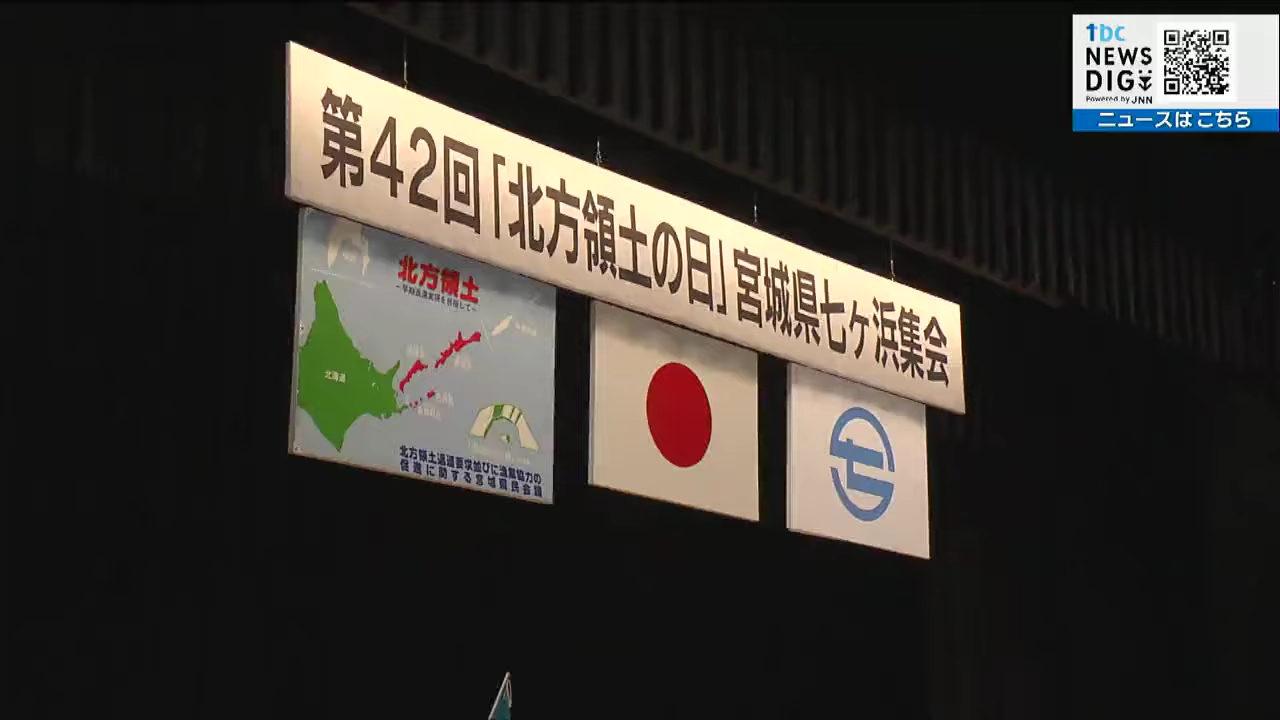 tbc
NEWS
DIG
Powered by JNN
ニュースはこちら
第42回「北方領土の日」宮城県七ヶ浜集会
北方領土
北海道
北方領土返還要求並びに漁業協力の
促進に関する宮城県民会議